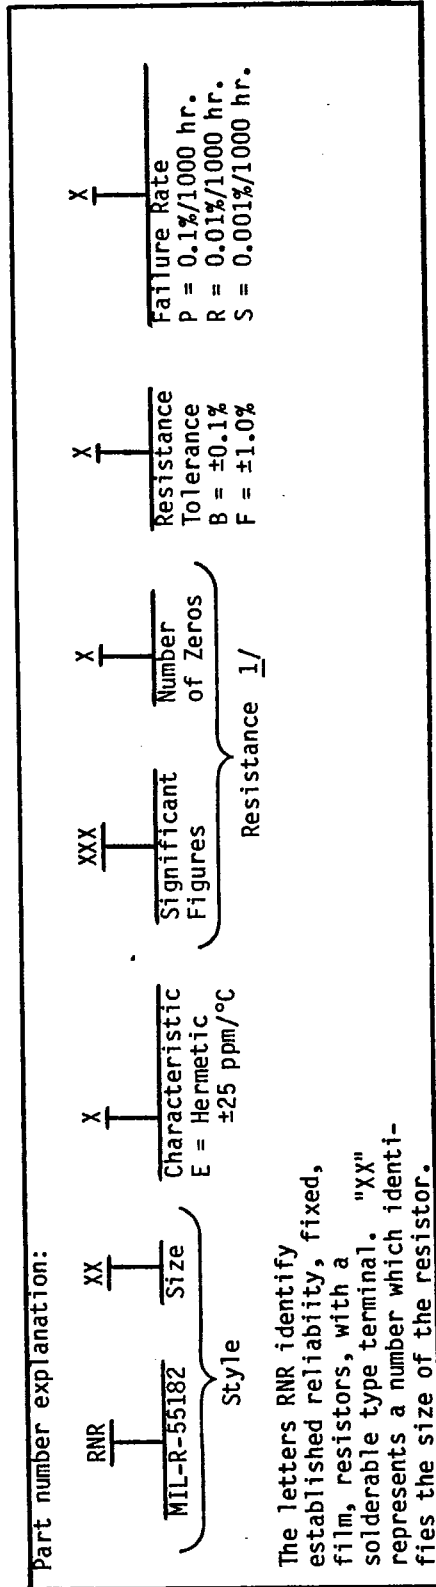 Part number explanation:
RNR XX X XXX X X X
MIL-R-55182
Size
Style
Characteristic
E = Hermetic
±25 ppm/°C
Significant
Figures
Number
of Zeros
Resistance 1/
Resistance
Tolerance
B = ±0.1%
F = ±1.0%
Failure Rate
P = 0.1%/1000 hr.
R = 0.01%/1000 hr.
S = 0.001%/1000 hr.
The letters RNR identify
established reliabiity, fixed,
film, resistors, with a
solderable type terminal. "XX"
represents a number which identi-
fies the size of the resistor.